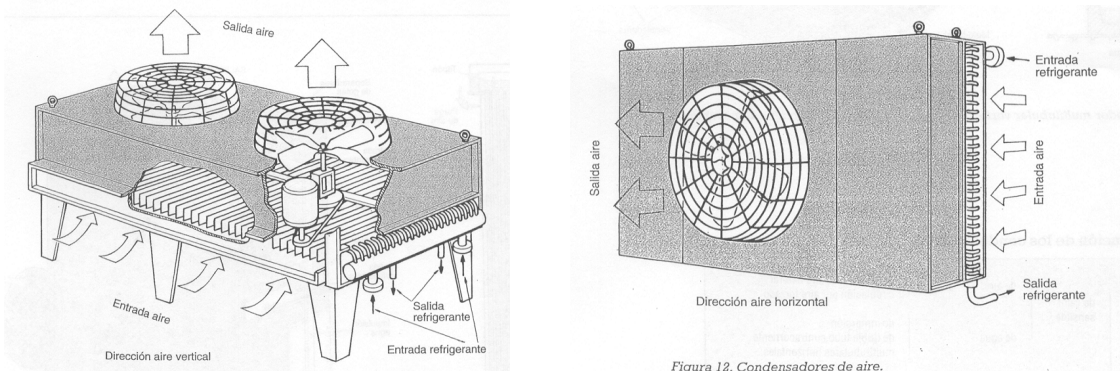 Salida aire
Entrada aire
Salida
refrigerante
Entrada refrigerante
Dirección aire vertical
Entrada
refrigerante
Salida aire
Entrada aire
Salida
refrigerante
Dirección aire horizontal
Figura 12. Condensadores de aire.